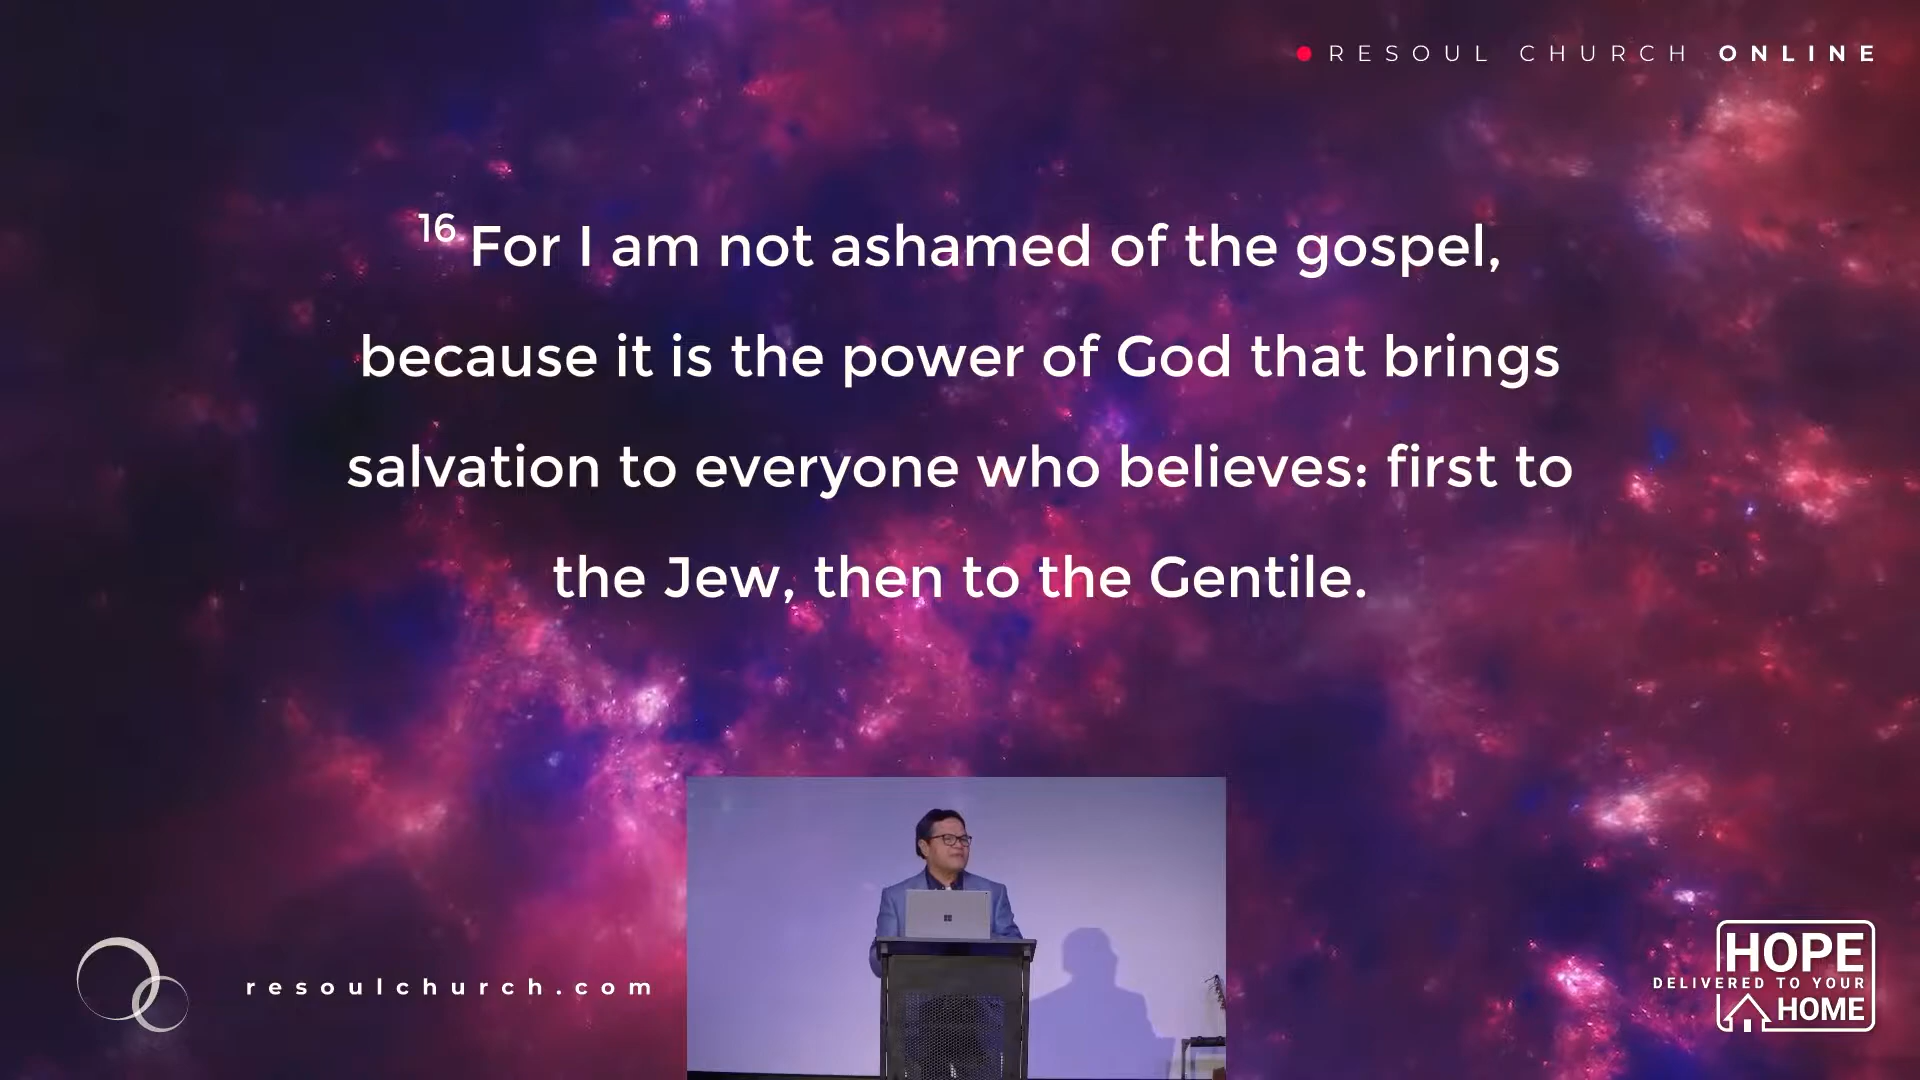 RESOUL CHURCH ONLINE
16 For I am not ashamed of the gospel,
because it is the power of God that brings
salvation to everyone who believes: first to
the Jew, then to the Gentile.
resoulchurch.com
HOPE
DELIVERED TO YOUR
HOME